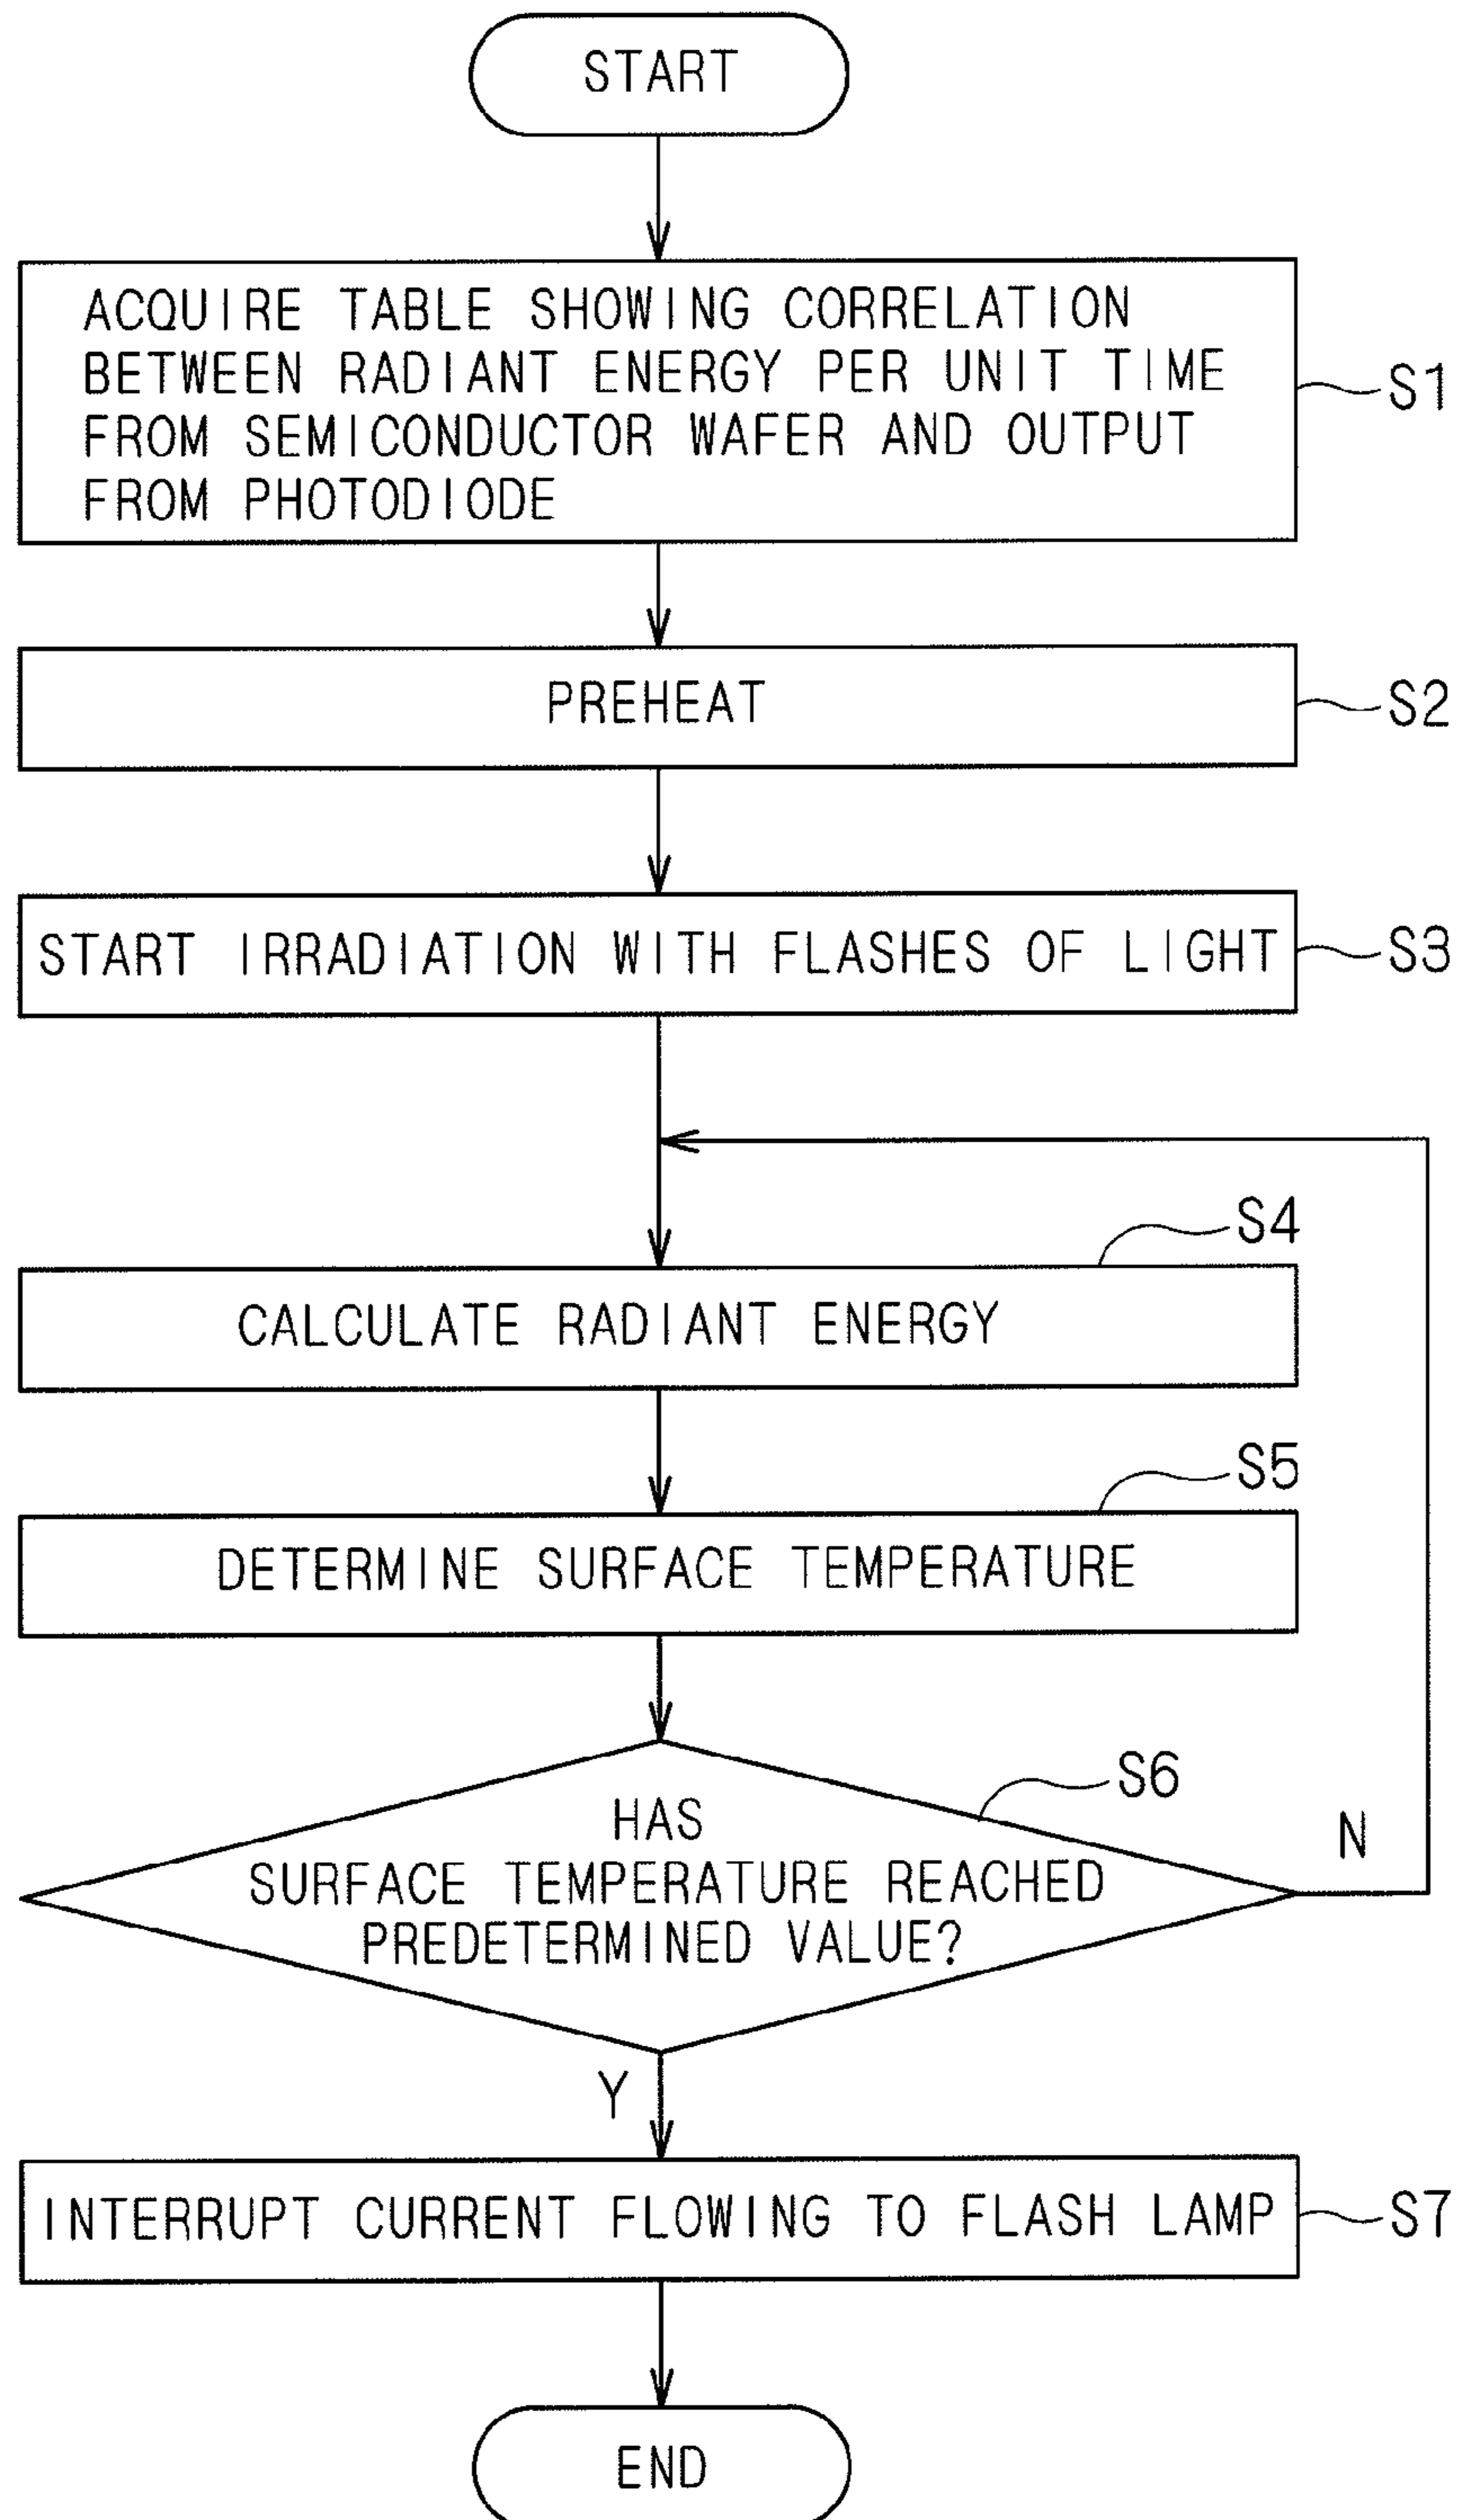 START
ACQUIRE TABLE SHOWING CORRELATION
BETWEEN RADIANT ENERGY PER UNIT TIME
FROM SEMICONDUCTOR WAFER AND OUTPUT
FROM PHOTODIODE
S1
PREHEAT
S2
START IRRADIATION WITH FLASHES OF LIGHT
S3
S4
CALCULATE RADIANT ENERGY
S5
DETERMINE SURFACE TEMPERATURE
S6
HAS
SURFACE TEMPERATURE REACHED
PREDETERMINED VALUE?
N
Y
INTERRUPT CURRENT FLOWING TO FLASH LAMP
S7
END